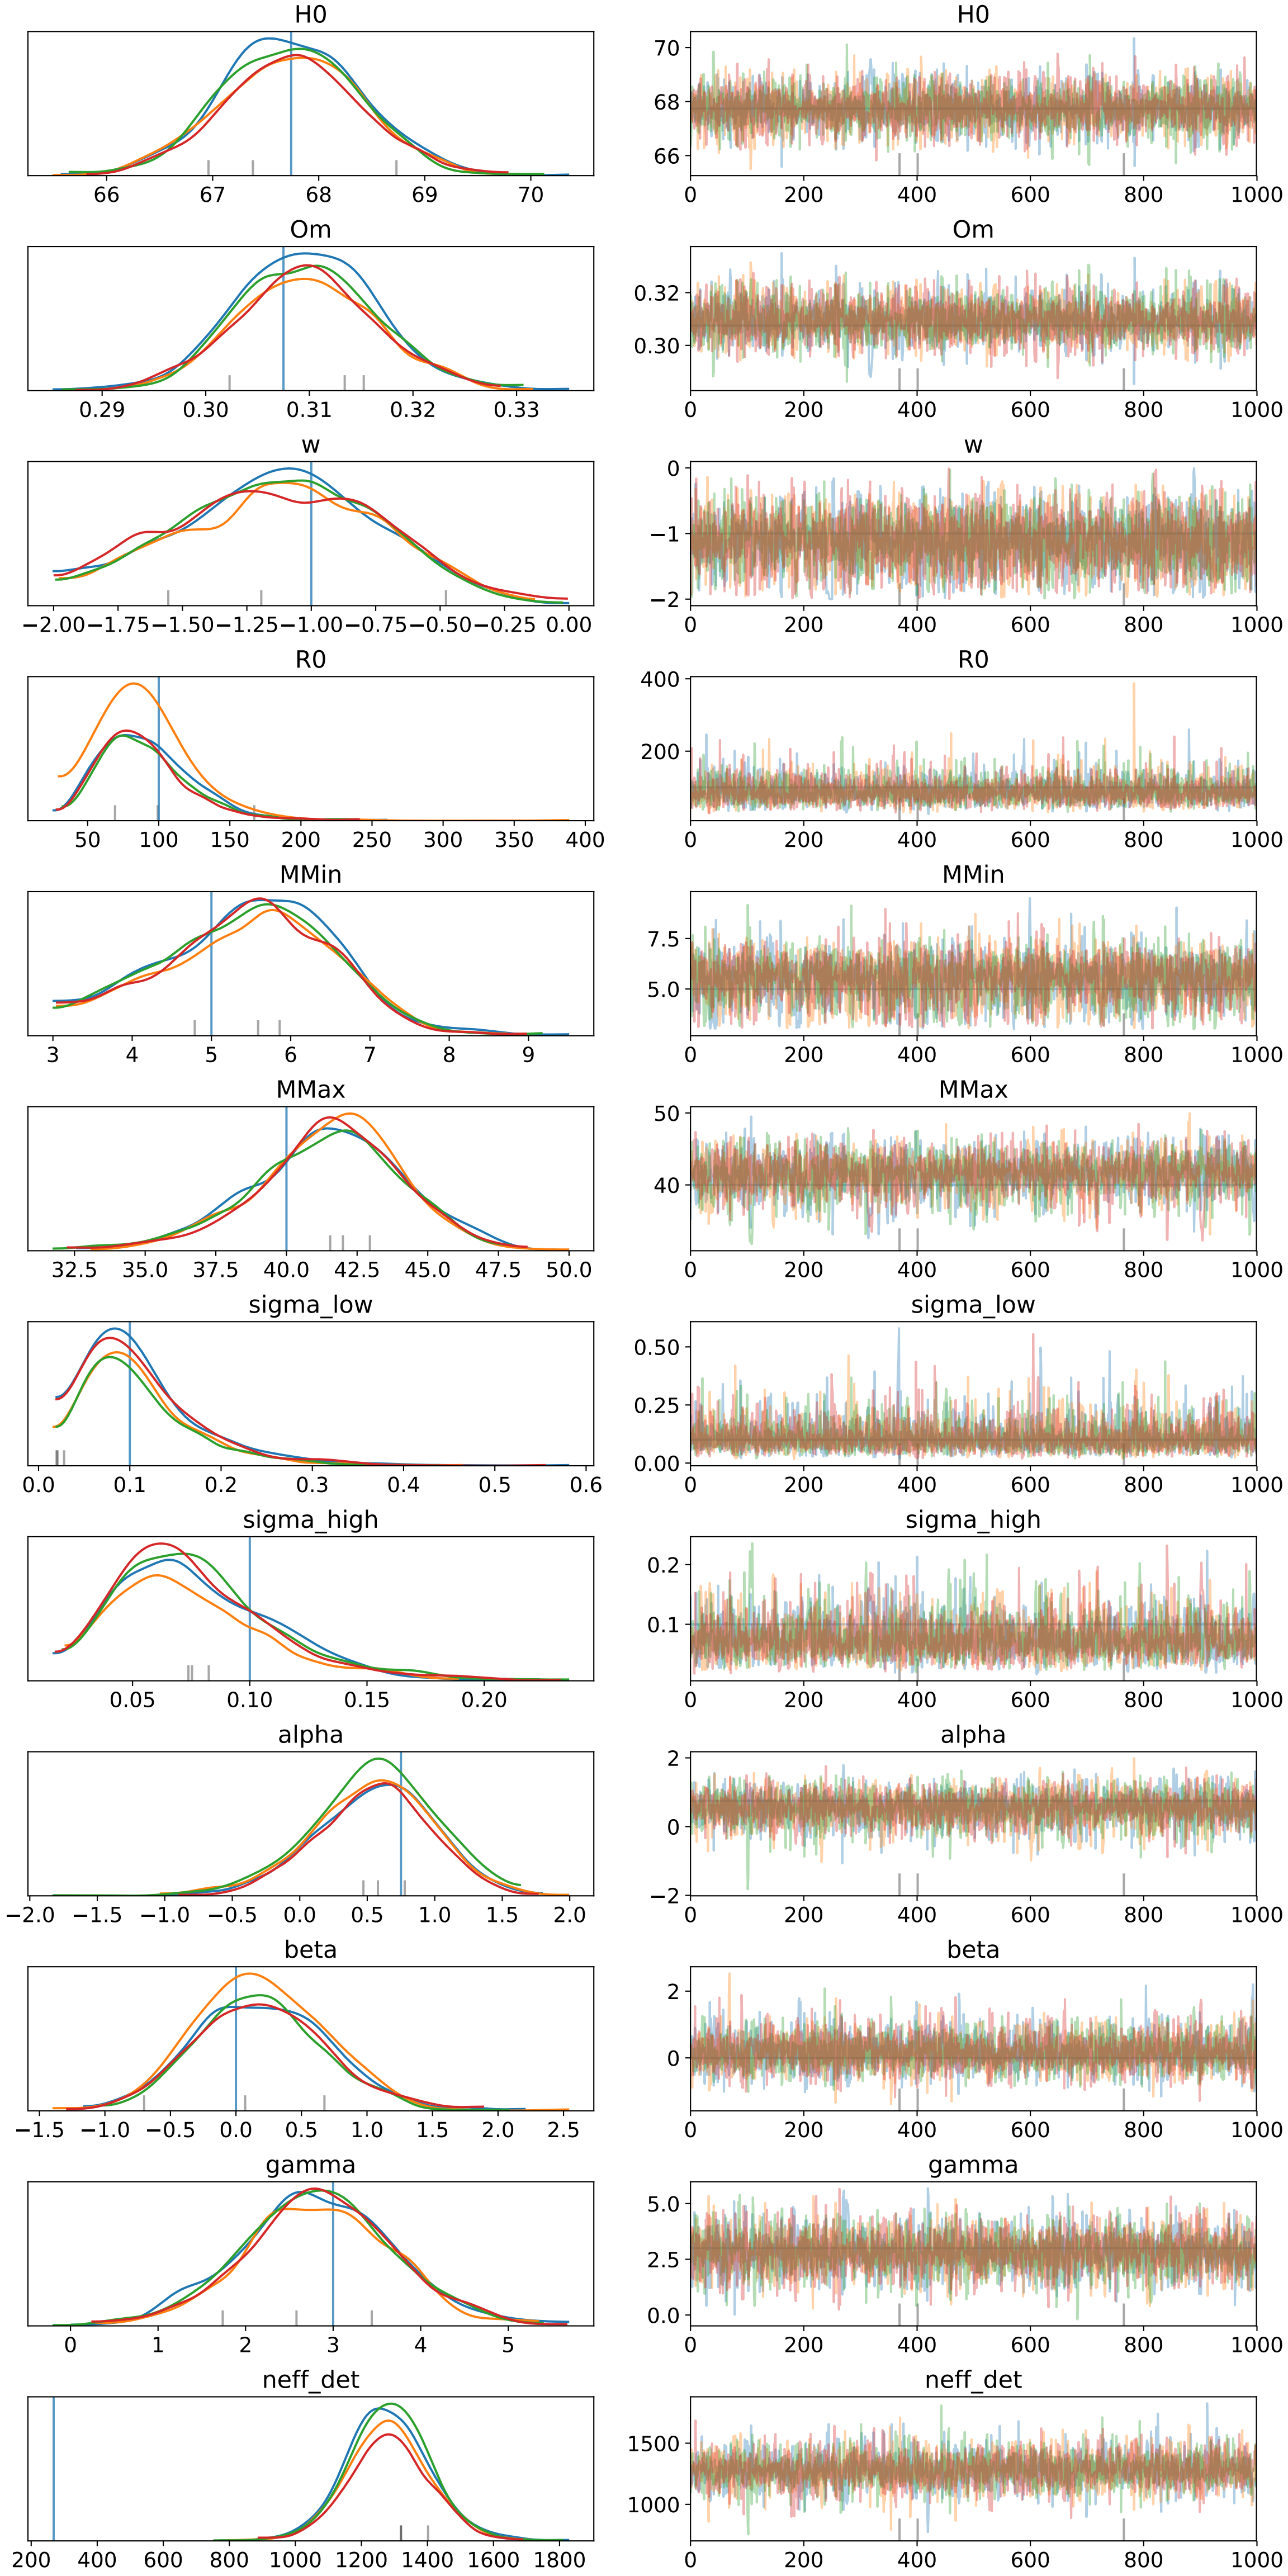 H0 H0
70
68
66
66 67 68 69 70 0 200 400 600 800 1000
Om Om
0.32
0.30
0.29 0.30 0.31 0.32 0.33 0 200 400 600 800 1000
w w
0
−1
−2
−2.00 −1.75 −1.50 −1.25 −1.00 −0.75 −0.50 −0.25 0.00 0 200 400 600 800 1000
R0 R0
400
200
50 100 150 200 250 300 350 400 0 200 400 600 800 1000
MMin MMin
7.5
5.0
3 4 5 6 7 8 9 0 200 400 600 800 1000
MMax MMax
50
40
32.5 35.0 37.5 40.0 42.5 45.0 47.5 50.0 0 200 400 600 800 1000
sigma_low sigma_low
0.50
0.25
0.00
0.0 0.1 0.2 0.3 0.4 0.5 0.6 0 200 400 600 800 1000
sigma_high sigma_high
0.2
0.1
0.05 0.10 0.15 0.20 0 200 400 600 800 1000
alpha alpha
2
0
−2
−2.0 −1.5 −1.0 −0.5 0.0 0.5 1.0 1.5 2.0 0 200 400 600 800 1000
beta beta
2
0
−1.5 −1.0 −0.5 0.0 0.5 1.0 1.5 2.0 2.5 0 200 400 600 800 1000
gamma gamma
5.0
2.5
0.0
0 1 2 3 4 5 0 200 400 600 800 1000
neff_det neff_det
1500
1000
200 400 600 800 1000 1200 1400 1600 1800 0 200 400 600 800 1000